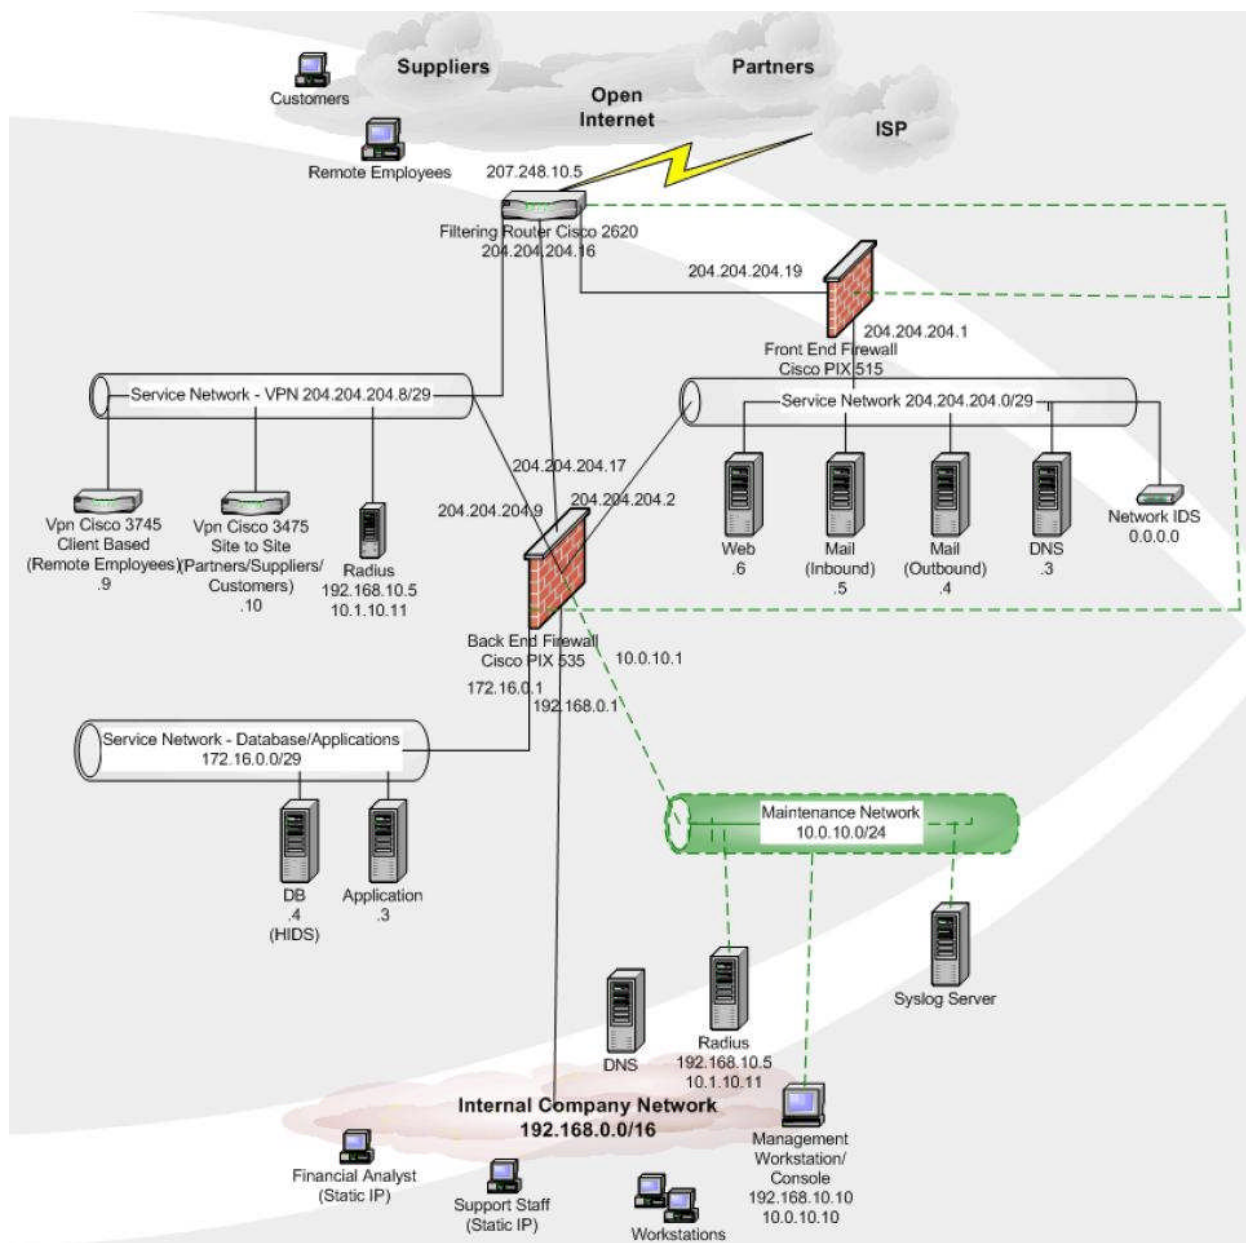 Suppliers
Partners
Customers
Open
Internet
ISP
Remote Employees
207.248.10.5
Filtering Router Cisco 2620
204.204.204.16
204.204.204.19
204.204.204.1
Front End Firewall
Cisco PIX 515
Service Network - VPN 204.204.204.8/29
Service Network 204.204.204.0/29
204.204.204.17
204.204.204.2
204.204.204.9
Vpn Cisco 3745
Client Based
(Remote Employees)
.9
Vpn Cisco 3475
Site to Site
(Partners/Suppliers/
Customers)
.10
Radius
192.168.10.5
10.1.10.11
Web
.6
Mail
(Inbound)
.5
Mail
(Outbound)
.4
DNS
.3
Network IDS
0.0.0.0
Back End Firewall
Cisco PIX 535
10.0.10.1
172.16.0.1
192.168.0.1
Service Network - Database/Applications
172.16.0.0/29
DB
.4
(HIDS)
Application
.3
Maintenance Network
10.0.10.0/24
Syslog Server
DNS
Radius
192.168.10.5
10.1.10.11
Internal Company Network
192.168.0.0/16
Management
Workstation/
Console
192.168.10.10
10.0.10.10
Financial Analyst
(Static IP)
Support Staff
(Static IP)
Workstations